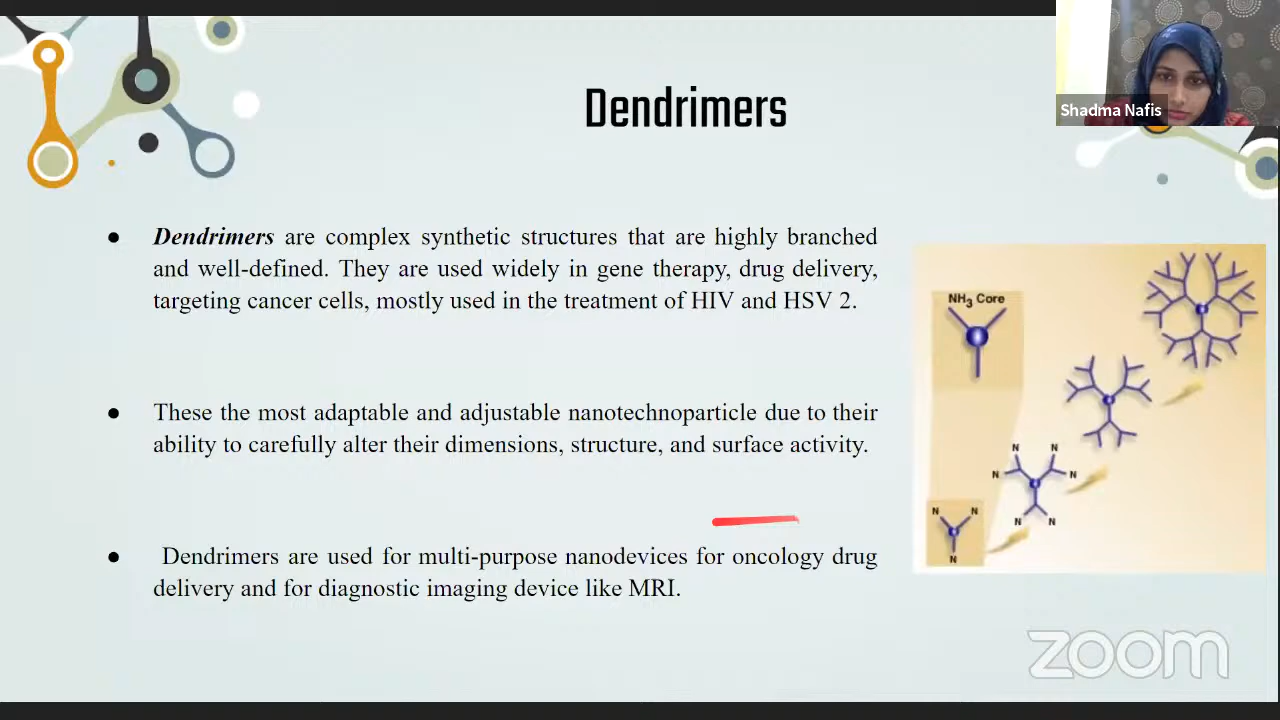 Dendrimers
Shadma Nafis
● Dendrimers are complex synthetic structures that are highly branched
and well-defined. They are used widely in gene therapy, drug delivery,
targeting cancer cells, mostly used in the treatment of HIV and HSV 2.
● These the most adaptable and adjustable nanotechnoparticle due to their
ability to carefully alter their dimensions, structure, and surface activity.
● Dendrimers are used for multi-purpose nanodevices for oncology drug
delivery and for diagnostic imaging device like MRI.
NH3 Core
N N
N N
N N
N N
N
zoom